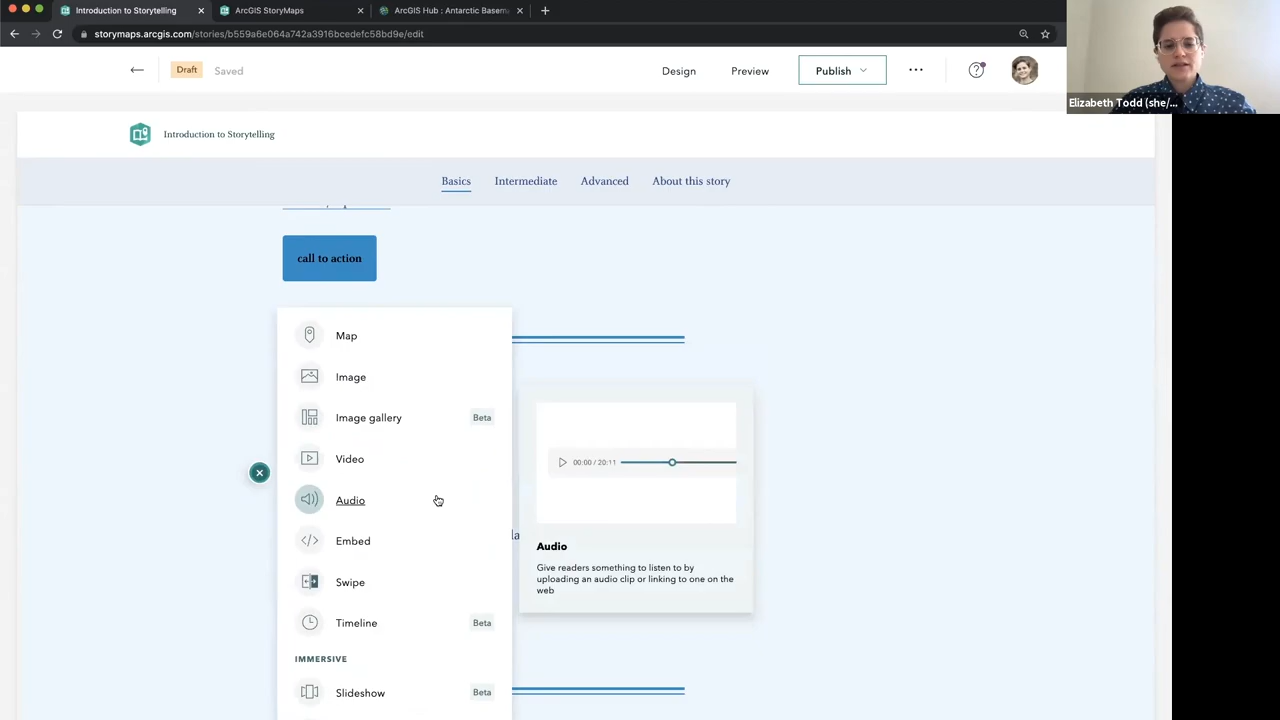 Introduction to Storytelling
ArcGIS StoryMaps
ArcGIS Hub : Antarctic Basem
storymaps.arcgis.com/stories/b559a6e064a742a3916bcedefc58bd9e/edit
Draft
Saved
Design
Preview
Publish
Elizabeth Todd (she/...
Introduction to Storytelling
Basics
Intermediate
Advanced
About this story
call to action
Map
Image
Image gallery
Beta
Video
Audio
Embed
Swipe
Timeline
Beta
IMMERSIVE
Slideshow
Beta
00:00 / 20:11
Audio
Give readers something to listen to by
uploading an audio clip or linking to one on the
web